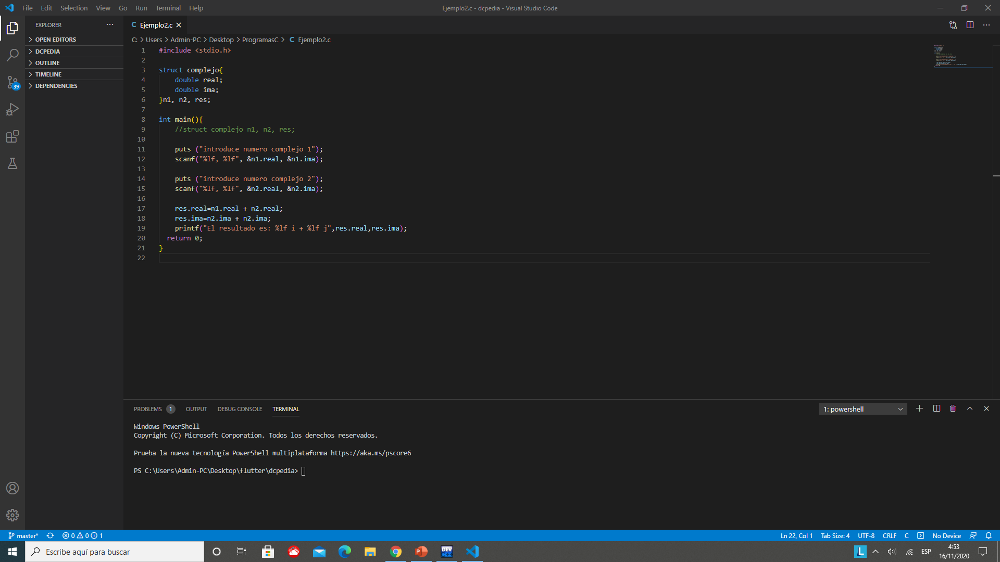 File Edit Selection View Go Run Terminal Help
Ejemplo2.c - dcpedia - Visual Studio Code
EXPLORER
OPEN EDITORS
DCPEDIA
OUTLINE
TIMELINE
DEPENDENCIES
39
C Ejemplo2.c
C: > Users > Admin-PC > Desktop > ProgramasC > C Ejemplo2.c
1 #include <stdio.h>
2
3 struct complejo{
4 double real;
5 double ima;
6 }n1, n2, res;
7
8 int main(){
9 //struct complejo n1, n2, res;
10
11 puts ("introduce numero complejo 1");
12 scanf("%lf, %lf", &n1.real, &n1.ima);
13
14 puts ("introduce numero complejo 2");
15 scanf("%lf, %lf", &n2.real, &n2.ima);
16
17 res.real=n1.real + n2.real;
18 res.ima=n2.ima + n2.ima;
19 printf("El resultado es: %lf i + %lf j",res.real,res.ima);
20 return 0;
21 }
22
PROBLEMS 1 OUTPUT DEBUG CONSOLE TERMINAL
1: powershell
Windows PowerShell
Copyright (C) Microsoft Corporation. Todos los derechos reservados.
Prueba la nueva tecnología PowerShell multiplataforma https://aka.ms/pscore6
PS C:\Users\Admin-PC\Desktop\flutter\dcpedia>
master* 0 0 1
Ln 22, Col 1 Tab Size: 4 UTF-8 CRLF C No Device
Escribe aquí para buscar
P
DEV
L
ESP
4:53
16/11/2020